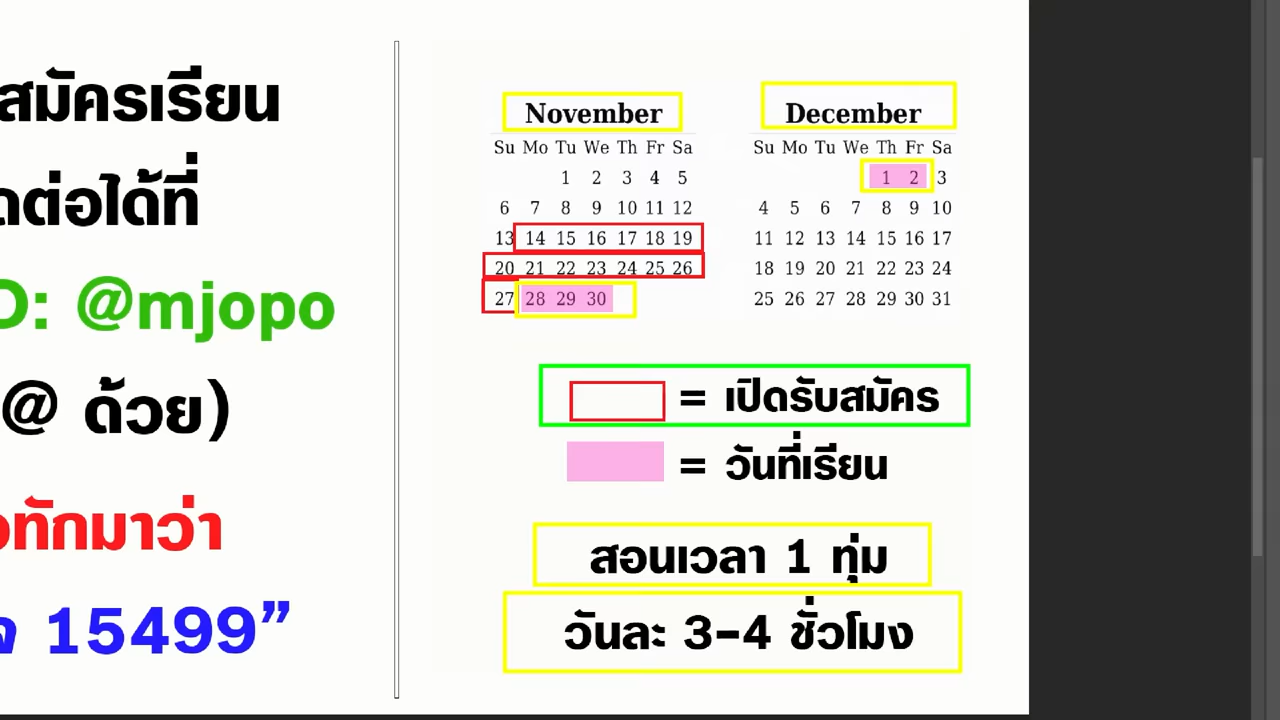 สมัครเรียน
ต่อได้ที่
: @mjopo
@ ด้วย)
ทักมาว่า
15499”
November
Su Mo Tu We Th Fr Sa
1 2 3 4 5
6 7 8 9 10 11 12
13 14 15 16 17 18 19
20 21 22 23 24 25 26
27 28 29 30
December
Su Mo Tu We Th Fr Sa
1 2 3
4 5 6 7 8 9 10
11 12 13 14 15 16 17
18 19 20 21 22 23 24
25 26 27 28 29 30 31
= เปิดรับสมัคร
= วันที่เรียน
สอนเวลา 1 ทุ่ม
วันละ 3-4 ชั่วโมง